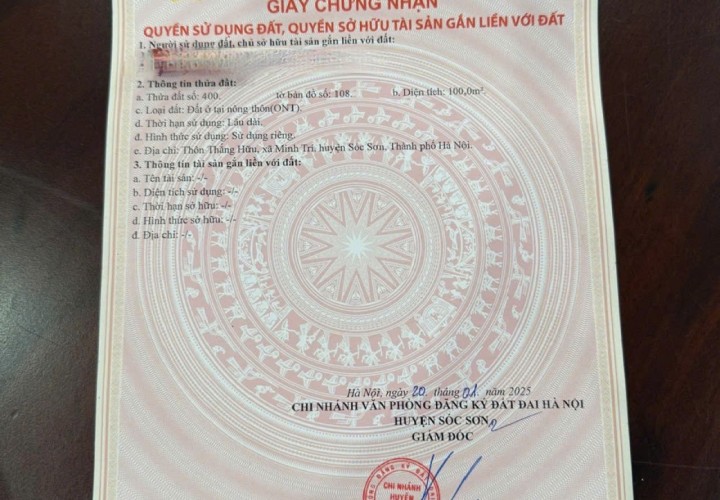 GIẤY CHỨNG NHẬN
QUYỀN SỬ DỤNG ĐẤT, QUYỀN SỞ HỮU TÀI SẢN GẮN LIỀN VỚI ĐẤT
1. Người sử dụng đất, chủ sở hữu tài sản gắn liền với đất:
2. Thông tin thửa đất:
a. Thửa đất số: 400. tờ bản đồ số: 108. b. Diện tích: 100,0m².
c. Loại đất: Đất ở tại nông thôn(ONT).
d. Thời hạn sử dụng: Lâu dài.
đ. Hình thức sử dụng: Sử dụng riêng.
e. Địa chỉ: Thôn Thắng Hữu, xã Minh Trí, huyện Sóc Sơn, Thành phố Hà Nội.
3. Thông tin tài sản gắn liền với đất:
a. Tên tài sản: -/-
b. Diện tích sử dụng: -/-
c. Thời hạn sở hữu: -/-
d. Hình thức sở hữu: -/-
đ. Địa chỉ: -/-
Hà Nội, ngày 20 tháng 01 năm 2025
CHI NHÁNH VĂN PHÒNG ĐĂNG KÝ ĐẤT ĐAI HÀ NỘI
HUYỆN SÓC SƠN
GIÁM ĐỐC
CHI NHÁNH
HUYỆN